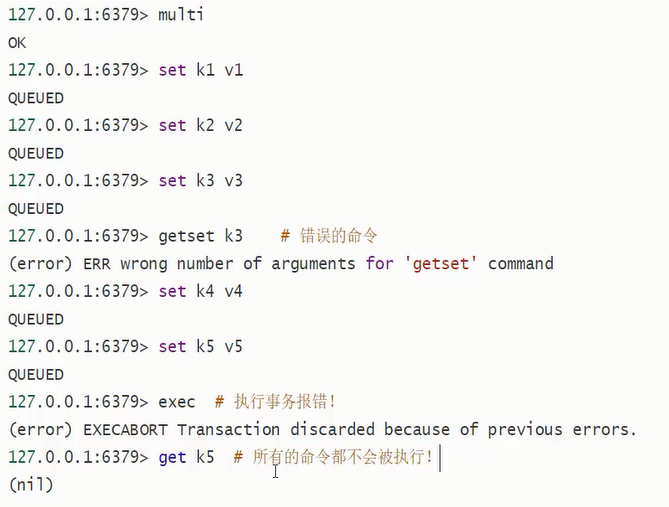 127.0.0.1:6379> multi
OK
127.0.0.1:6379> set k1 v1
QUEUED
127.0.0.1:6379> set k2 v2
QUEUED
127.0.0.1:6379> set k3 v3
QUEUED
127.0.0.1:6379> getset k3    # 错误的命令
(error) ERR wrong number of arguments for 'getset' command
127.0.0.1:6379> set k4 v4
QUEUED
127.0.0.1:6379> set k5 v5
QUEUED
127.0.0.1:6379> exec  # 执行事务报错!
(error) EXECABORT Transaction discarded because of previous errors.
127.0.0.1:6379> get k5  # 所有的命令都不会被执行!
(nil)